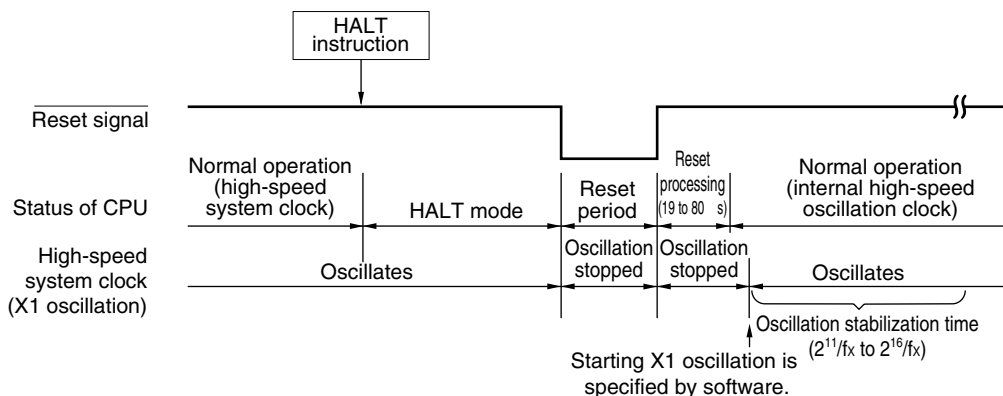 HALT
instruction
Reset signal
Normal operation
(high-speed
system clock)
HALT mode
Reset
period
Reset
processing
(19 to 80 s)
Normal operation
(internal high-speed
oscillation clock)
Status of CPU
High-speed
system clock
(X1 oscillation)
Oscillates
Oscillation
stopped
Oscillation
stopped
Oscillates
Oscillation stabilization time
(2¹¹/fx to 2¹⁶/fx)
Starting X1 oscillation is
specified by software.